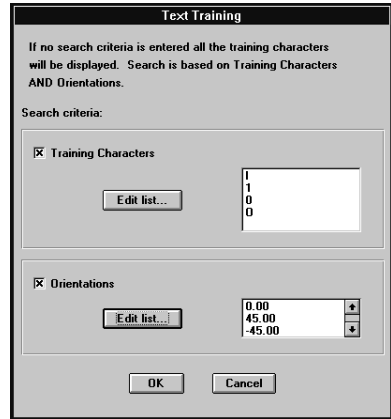 Text Training
If no search criteria is entered all the training characters
will be displayed. Search is based on Training Characters
AND Orientations.
Search criteria:
Training Characters
Edit list...
I
1
0
O
Orientations
Edit list...
0.00
45.00
-45.00
OK
Cancel